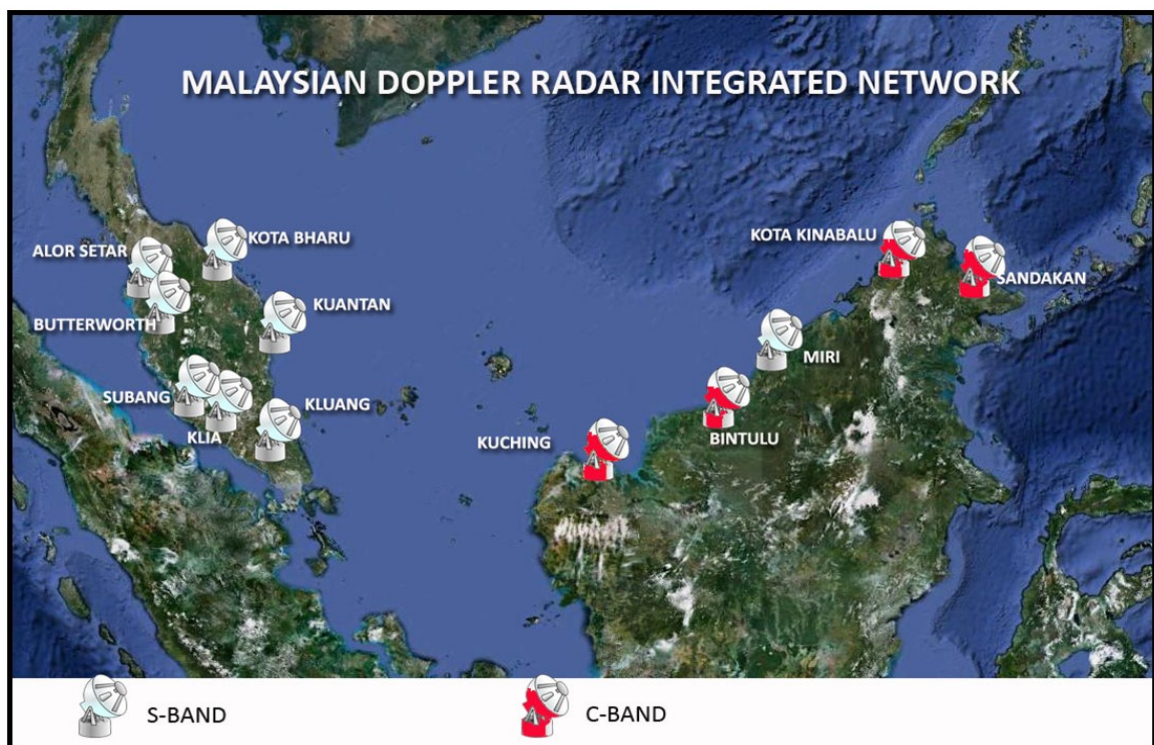 MALAYSIAN DOPPLER RADAR INTEGRATED NETWORK
KOTA BHARU
ALOR SETAR
KOTA KINABALU
SANDAKAN
KUANTAN
BUTTERWORTH
MIRI
SUBANG
KLUANG
KLIA
KUCHING
BINTULU
S-BAND
C-BAND